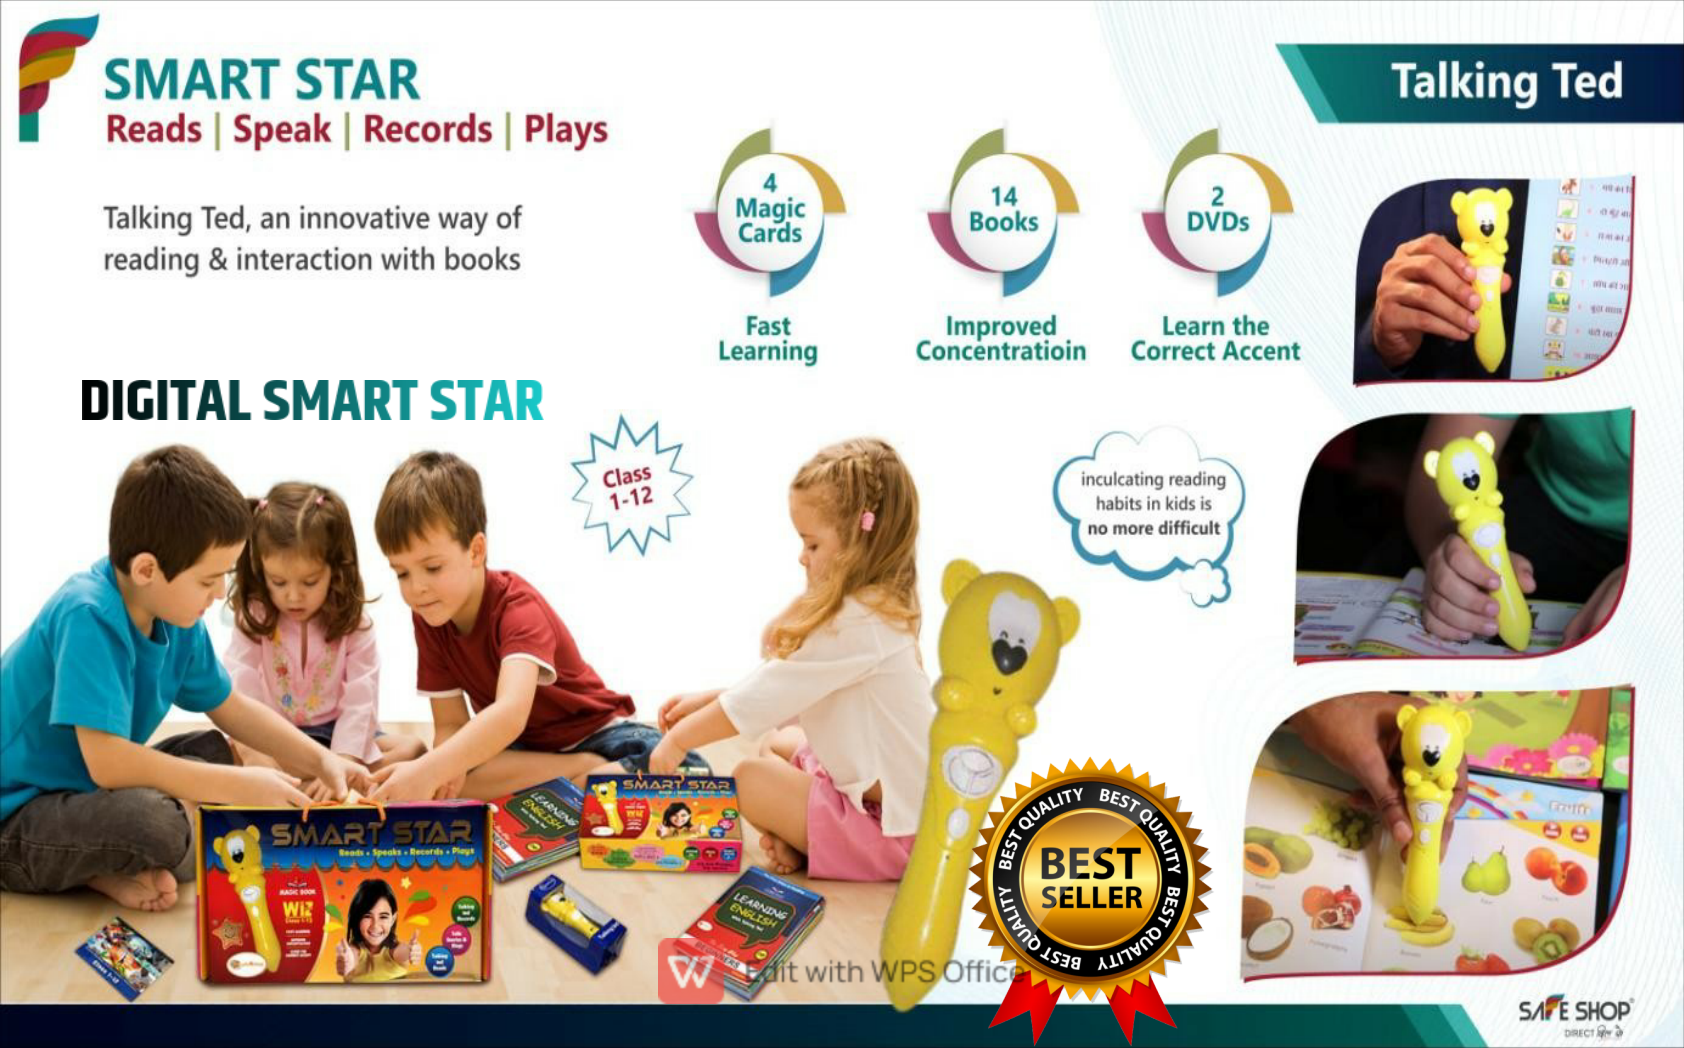 SMART STAR
Reads | Speak | Records | Plays
Talking Ted, an innovative way of
reading & interaction with books
Talking Ted
4
Magic
Cards
Fast
Learning
14
Books
Improved
Concentratioin
2
DVDs
Learn the
Correct Accent
DIGITAL SMART STAR
Class
1-12
inculcating reading
habits in kids is
no more difficult
SMART STAR
Reads • Speaks • Records • Plays
MAGIC BOOK
WIZ
LEARNING
ENGLISH
SMART STAR
LEARNING
ENGLISH
BEST QUALITY BEST QUALITY BEST QUALITY BEST QUALITY
BEST
SELLER
Fruits
Edit with WPS Office
SAFE SHOP
DIRECT